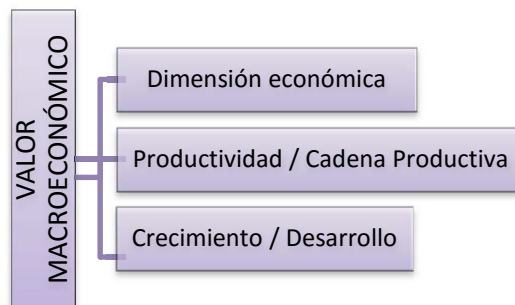 VALOR
MACROECONÓMICO
Dimensión económica
Productividad / Cadena Productiva
Crecimiento / Desarrollo